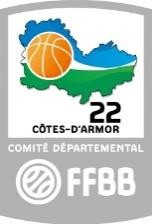 22
CÔTES-D'ARMOR
COMITÉ DÉPARTEMENTAL
FFBB